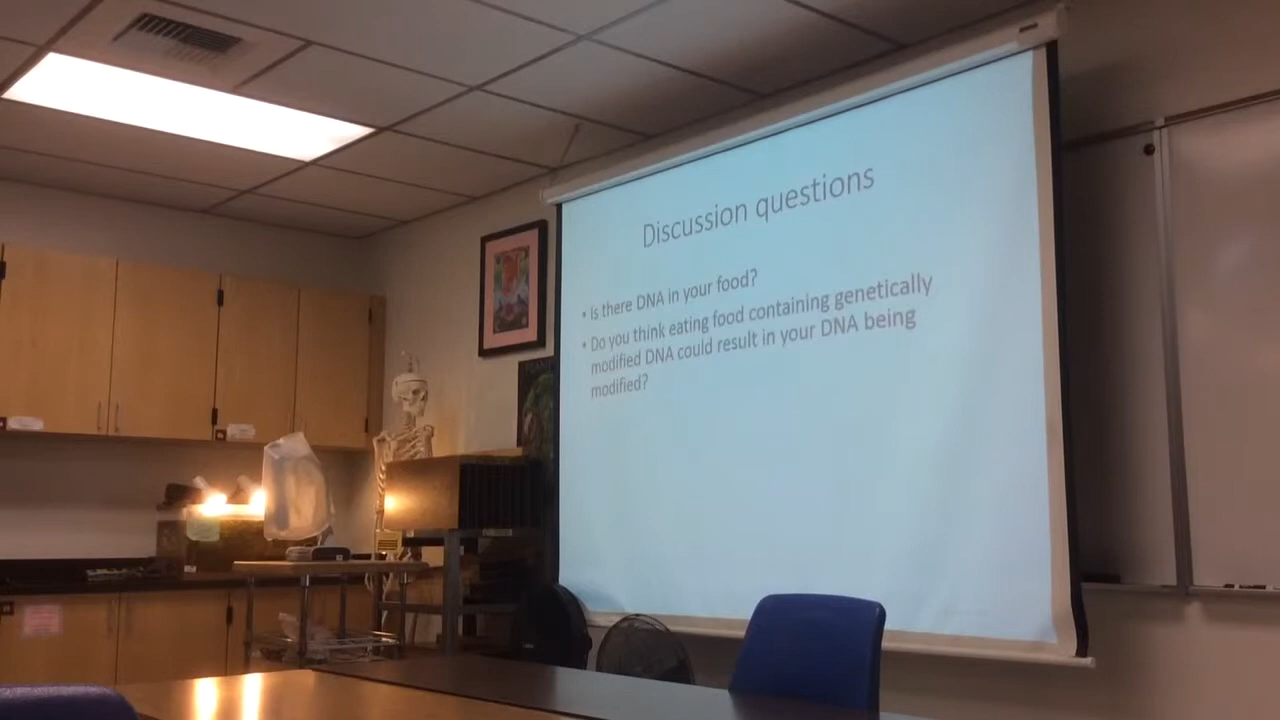 Discussion questions
• Is there DNA in your food?
• Do you think eating food containing genetically
modified DNA could result in your DNA being
modified?